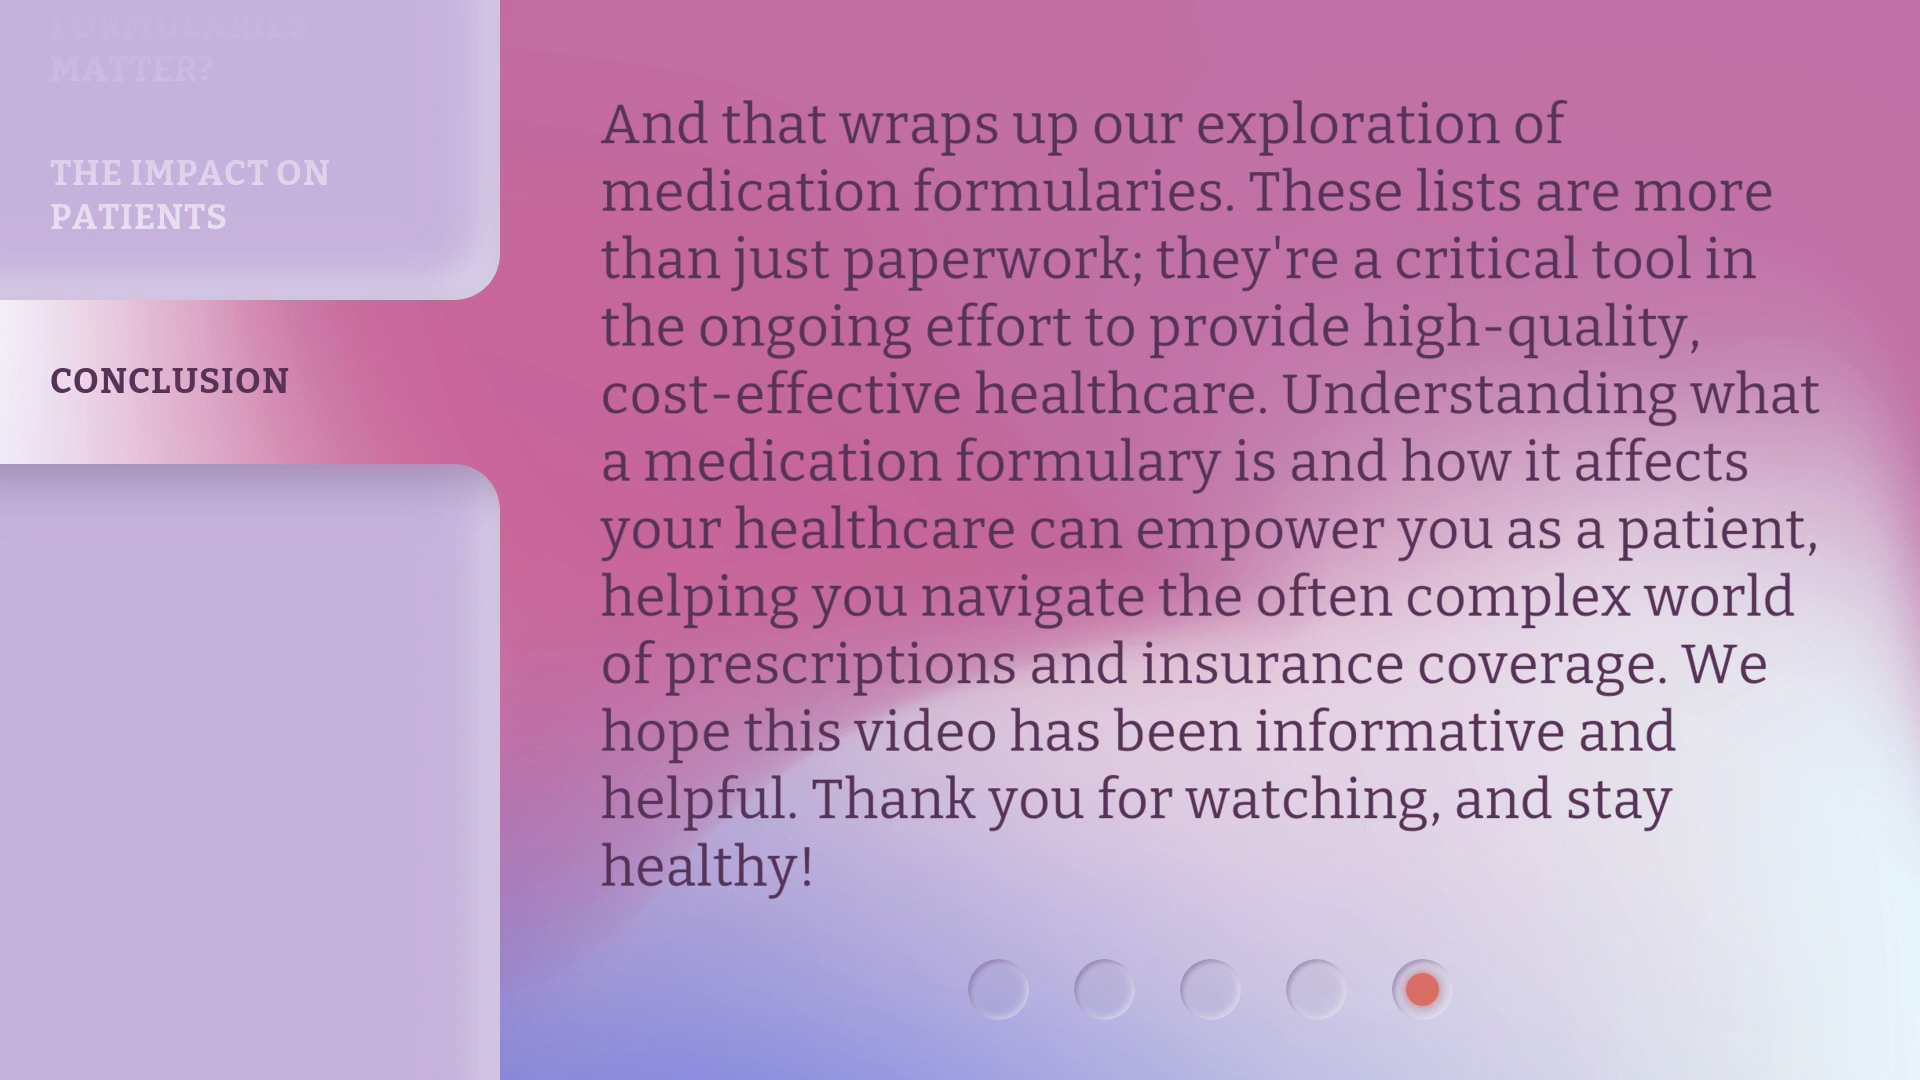 FORMULARIES
MATTER?
THE IMPACT ON
PATIENTS
CONCLUSION
And that wraps up our exploration of
medication formularies. These lists are more
than just paperwork; they're a critical tool in
the ongoing effort to provide high-quality,
cost-effective healthcare. Understanding what
a medication formulary is and how it affects
your healthcare can empower you as a patient,
helping you navigate the often complex world
of prescriptions and insurance coverage. We
hope this video has been informative and
helpful. Thank you for watching, and stay
healthy!